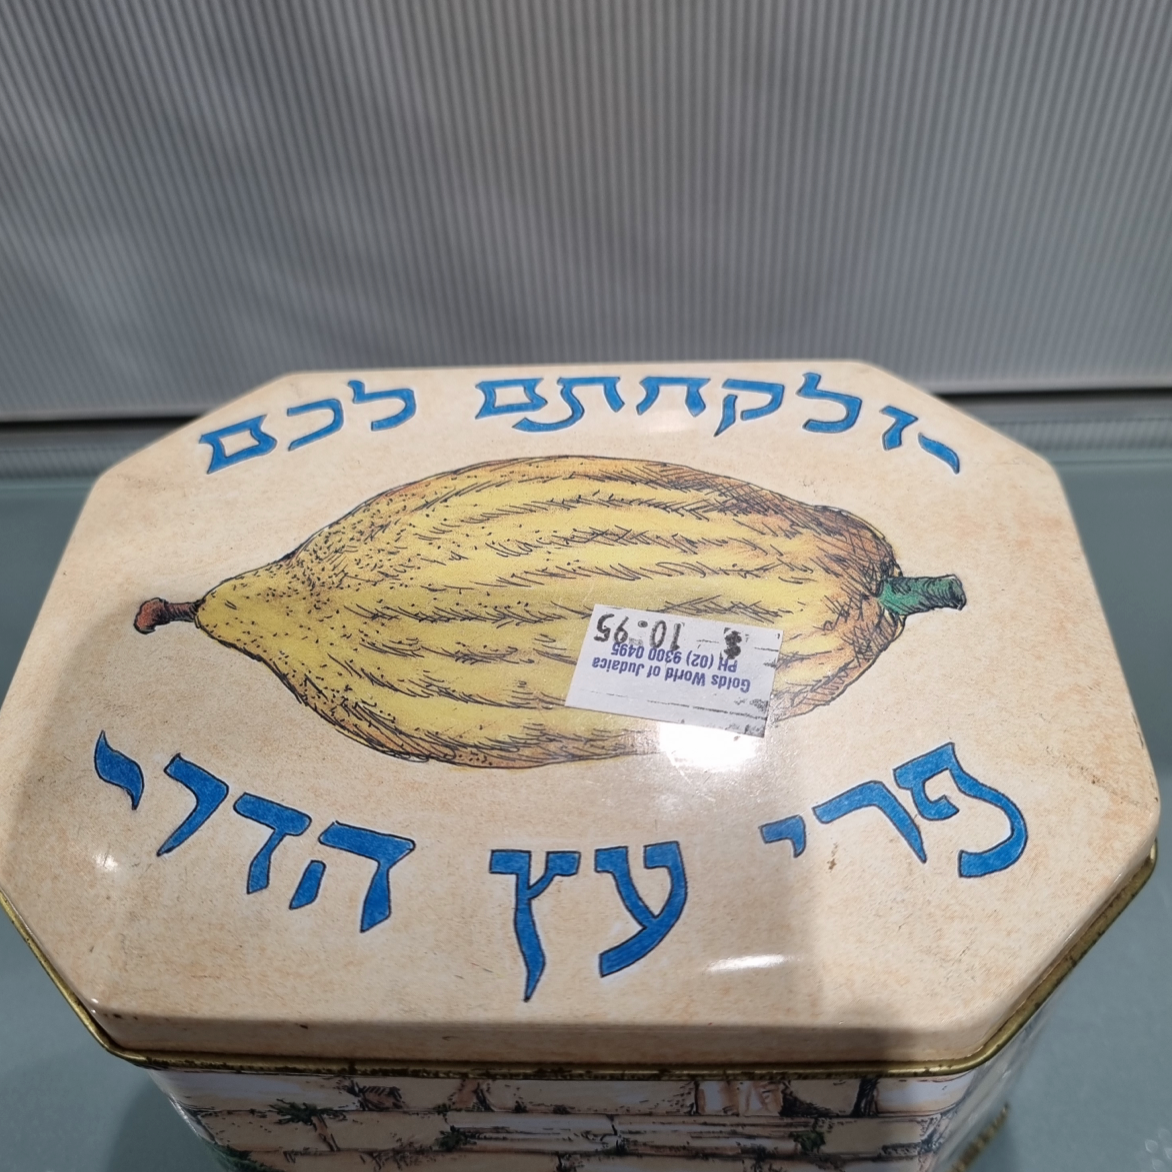 'ולקחתם לכם
Golds World of Judaica
PH (02) 9300 0495
$ 10.95
פרי עץ הדר'